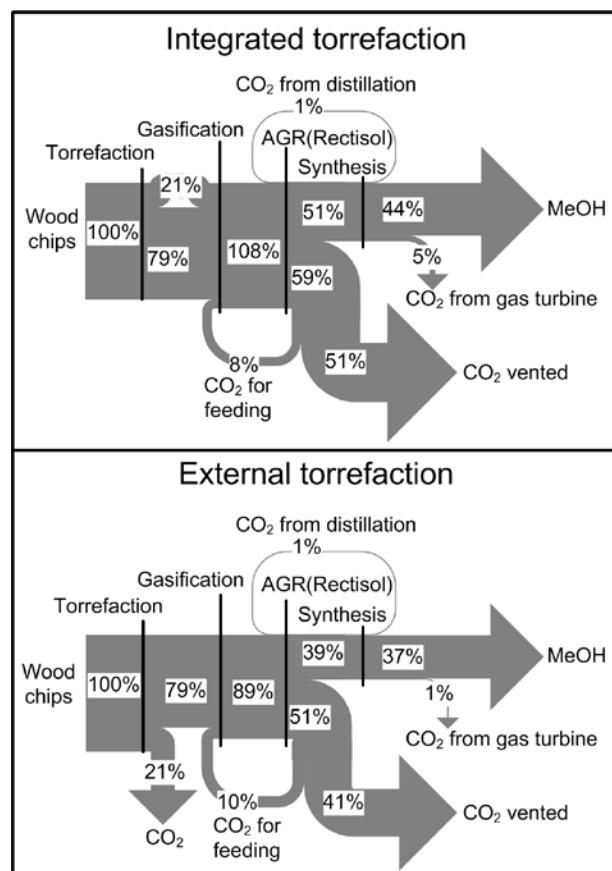 Integrated torrefaction
CO2 from distillation
1%
Gasification
AGR(Rectisol)
Torrefaction
Synthesis
21%
Wood
chips
100%
79%
108%
51%
44%
MeOH
59%
5%
CO2 from gas turbine
8%
CO2 for
feeding
51%
CO2 vented
External torrefaction
CO2 from distillation
1%
Gasification
AGR(Rectisol)
Torrefaction
Synthesis
Wood
chips
100%
79%
89%
39%
37%
MeOH
51%
1%
CO2 from gas turbine
21%
CO2
10%
CO2 for
feeding
41%
CO2 vented